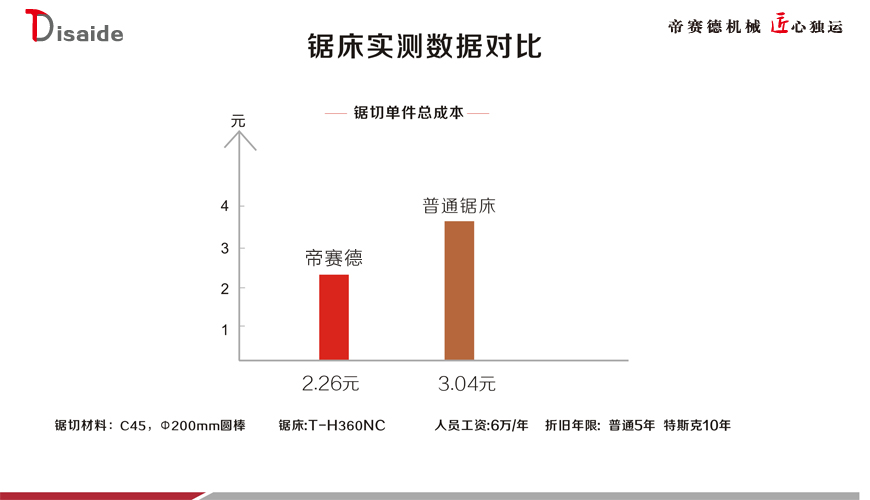 Disaide
帝赛德机械 匠心独运
锯床实测数据对比
锯切单件总成本
元
4
3
2
1
普通锯床
帝赛德
2.26元
3.04元
锯切材料：C45，Φ200mm圆棒 锯床:T-H360NC 人员工资:6万/年 折旧年限: 普通5年 特斯克10年